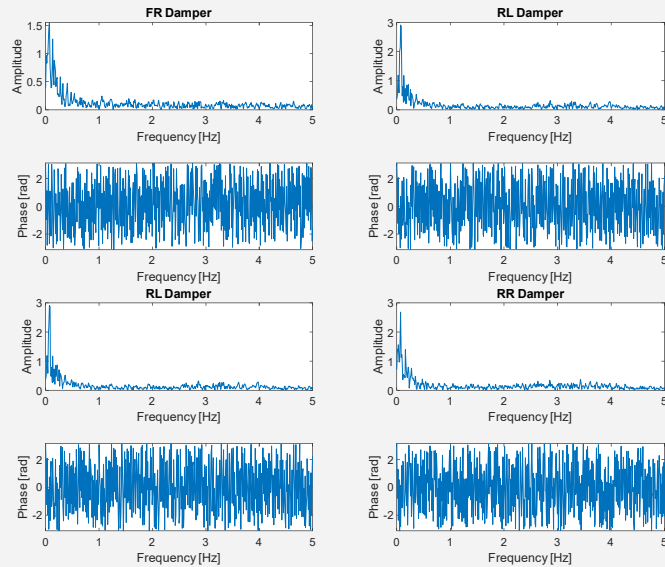 FR Damper
Amplitude
0 0.5 1 1.5
0 1 2 3 4 5
Frequency [Hz]
Phase [rad]
-2 0 2
0 1 2 3 4 5
Frequency [Hz]
RL Damper
Amplitude
0 1 2 3
0 1 2 3 4 5
Frequency [Hz]
Phase [rad]
-2 0 2
0 1 2 3 4 5
Frequency [Hz]
RL Damper
Amplitude
0 1 2 3
0 1 2 3 4 5
Frequency [Hz]
Phase [rad]
-2 0 2
0 1 2 3 4 5
Frequency [Hz]
RR Damper
Amplitude
0 1 2 3 4
0 1 2 3 4 5
Frequency [Hz]
Phase [rad]
-2 0 2
0 1 2 3 4 5
Frequency [Hz]